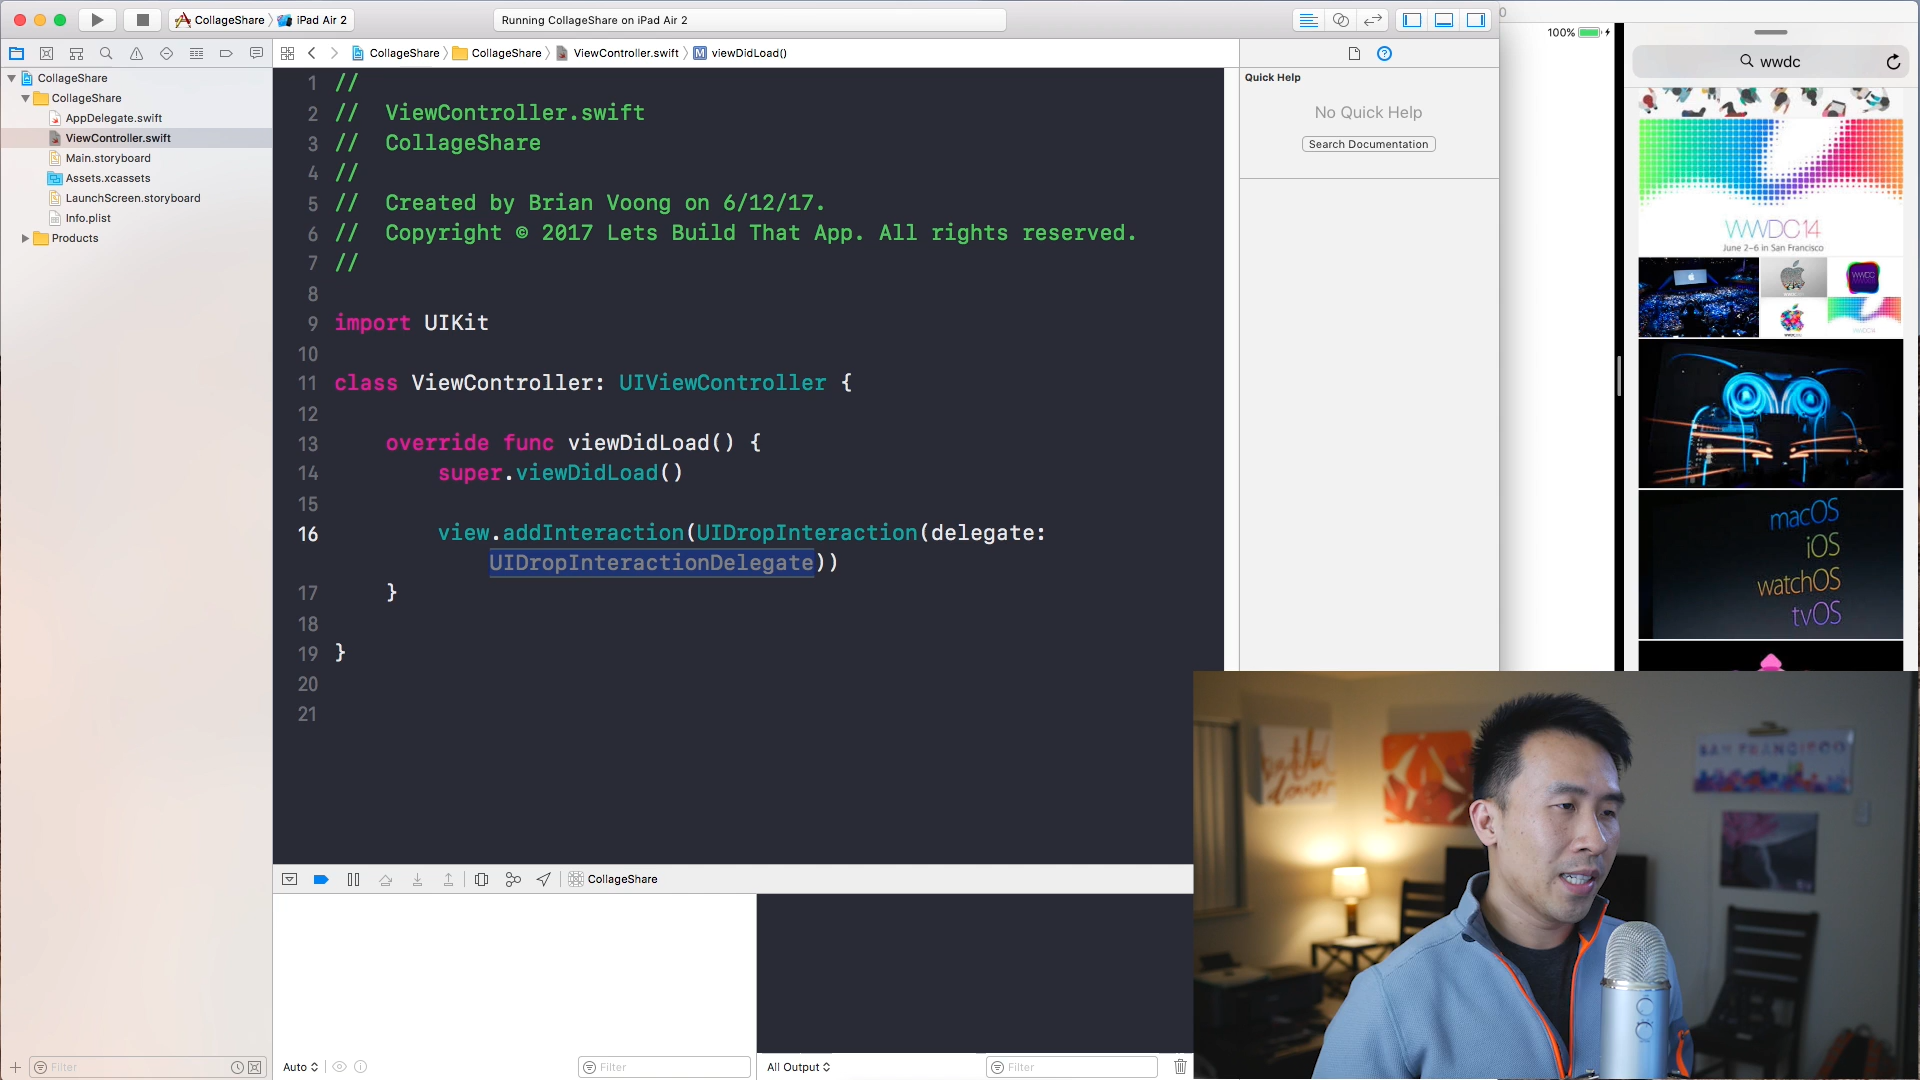 CollageShare
iPad Air 2
Running CollageShare on iPad Air 2
100%
wwdc
CollageShare
CollageShare
ViewController.swift
viewDidLoad()
CollageShare
CollageShare
AppDelegate.swift
ViewController.swift
Main.storyboard
Assets.xcassets
LaunchScreen.storyboard
Info.plist
Products
1 //
2 // ViewController.swift
3 // CollageShare
4 //
5 // Created by Brian Voong on 6/12/17.
6 // Copyright © 2017 Lets Build That App. All rights reserved.
7 //
8
9 import UIKit
10
11 class ViewController: UIViewController {
12
13 override func viewDidLoad() {
14 super.viewDidLoad()
15
16 view.addInteraction(UIDropInteraction(delegate:
UIDropInteractionDelegate))
17 }
18
19 }
20
21
Quick Help
No Quick Help
Search Documentation
WWDC14
June 2-6 in San Francisco
macOS
iOS
watchOS
tvOS
SAN FRANCISCO
CollageShare
Filter
Auto
Filter
All Output
Filter